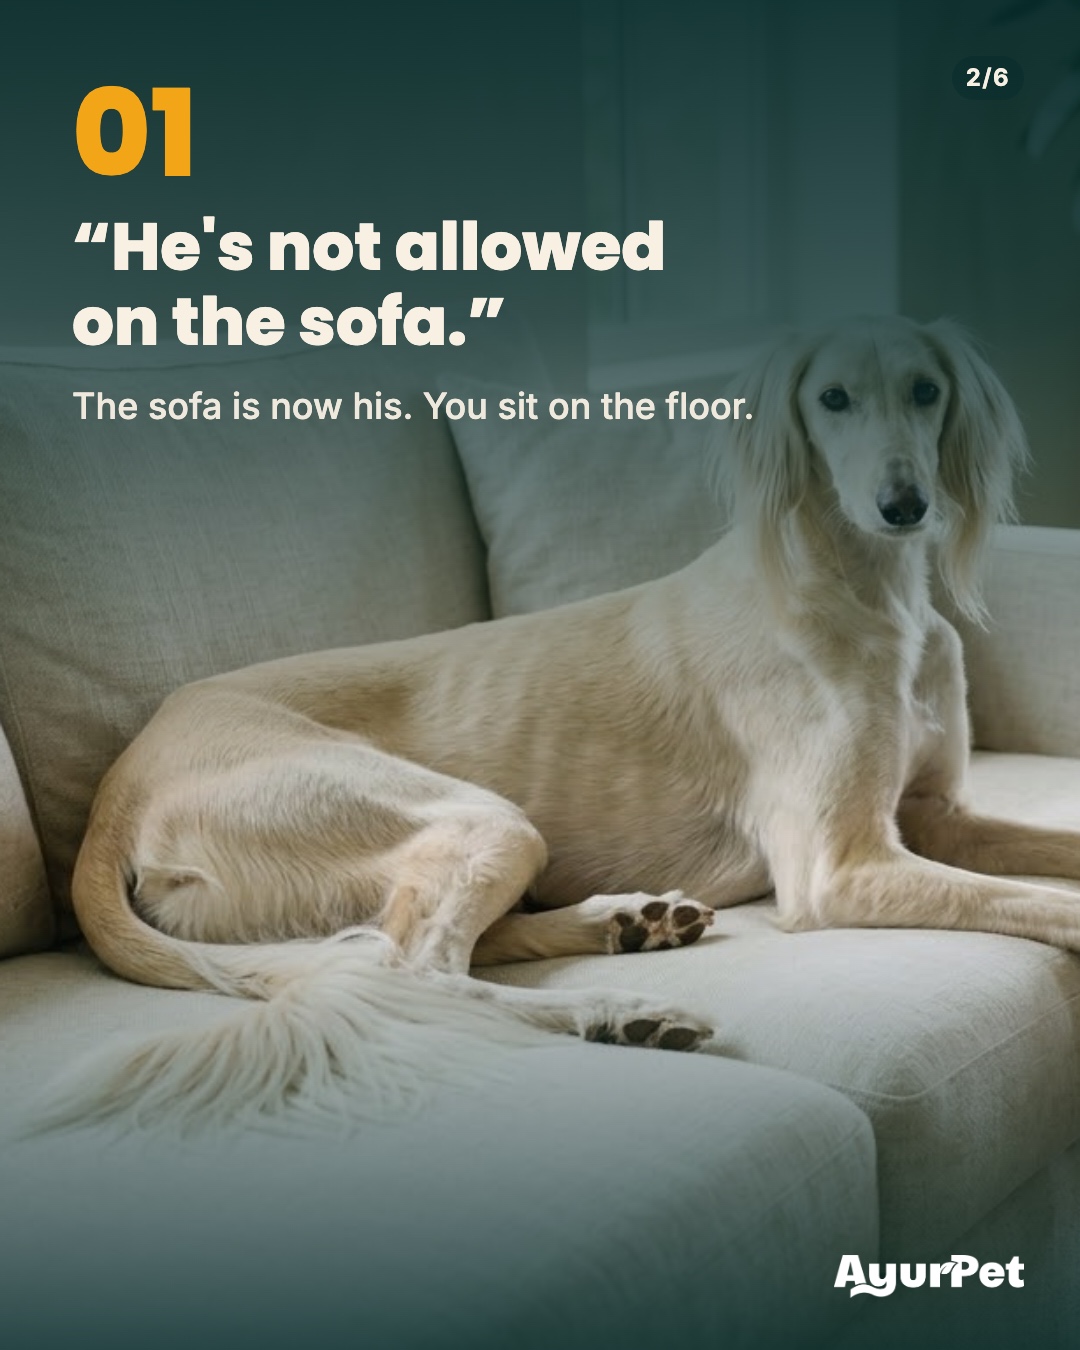 2/6
01
“He's not allowed
on the sofa.”
The sofa is now his. You sit on the floor.
AyurPet